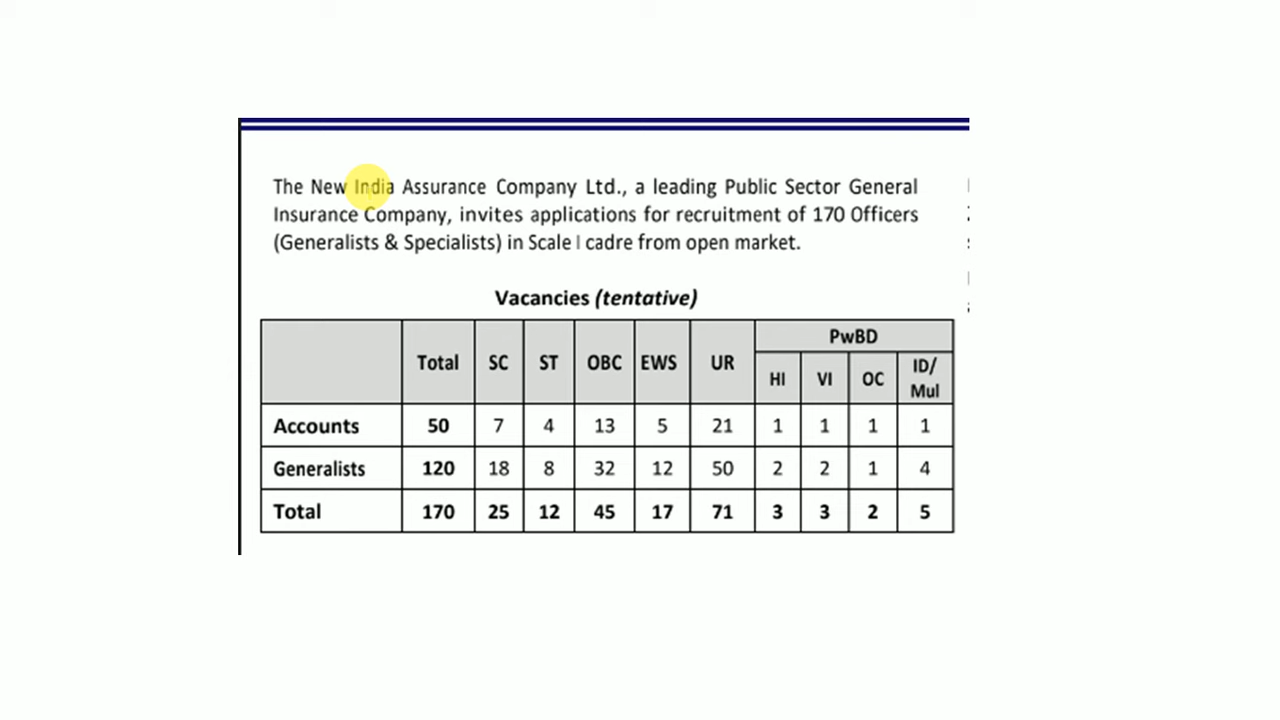 The New India Assurance Company Ltd., a leading Public Sector General
Insurance Company, invites applications for recruitment of 170 Officers
(Generalists & Specialists) in Scale I cadre from open market.
Vacancies (tentative)
Total SC ST OBC EWS UR PwBD
HI VI OC ID/
Mul
Accounts 50 7 4 13 5 21 1 1 1 1
Generalists 120 18 8 32 12 50 2 2 1 4
Total 170 25 12 45 17 71 3 3 2 5